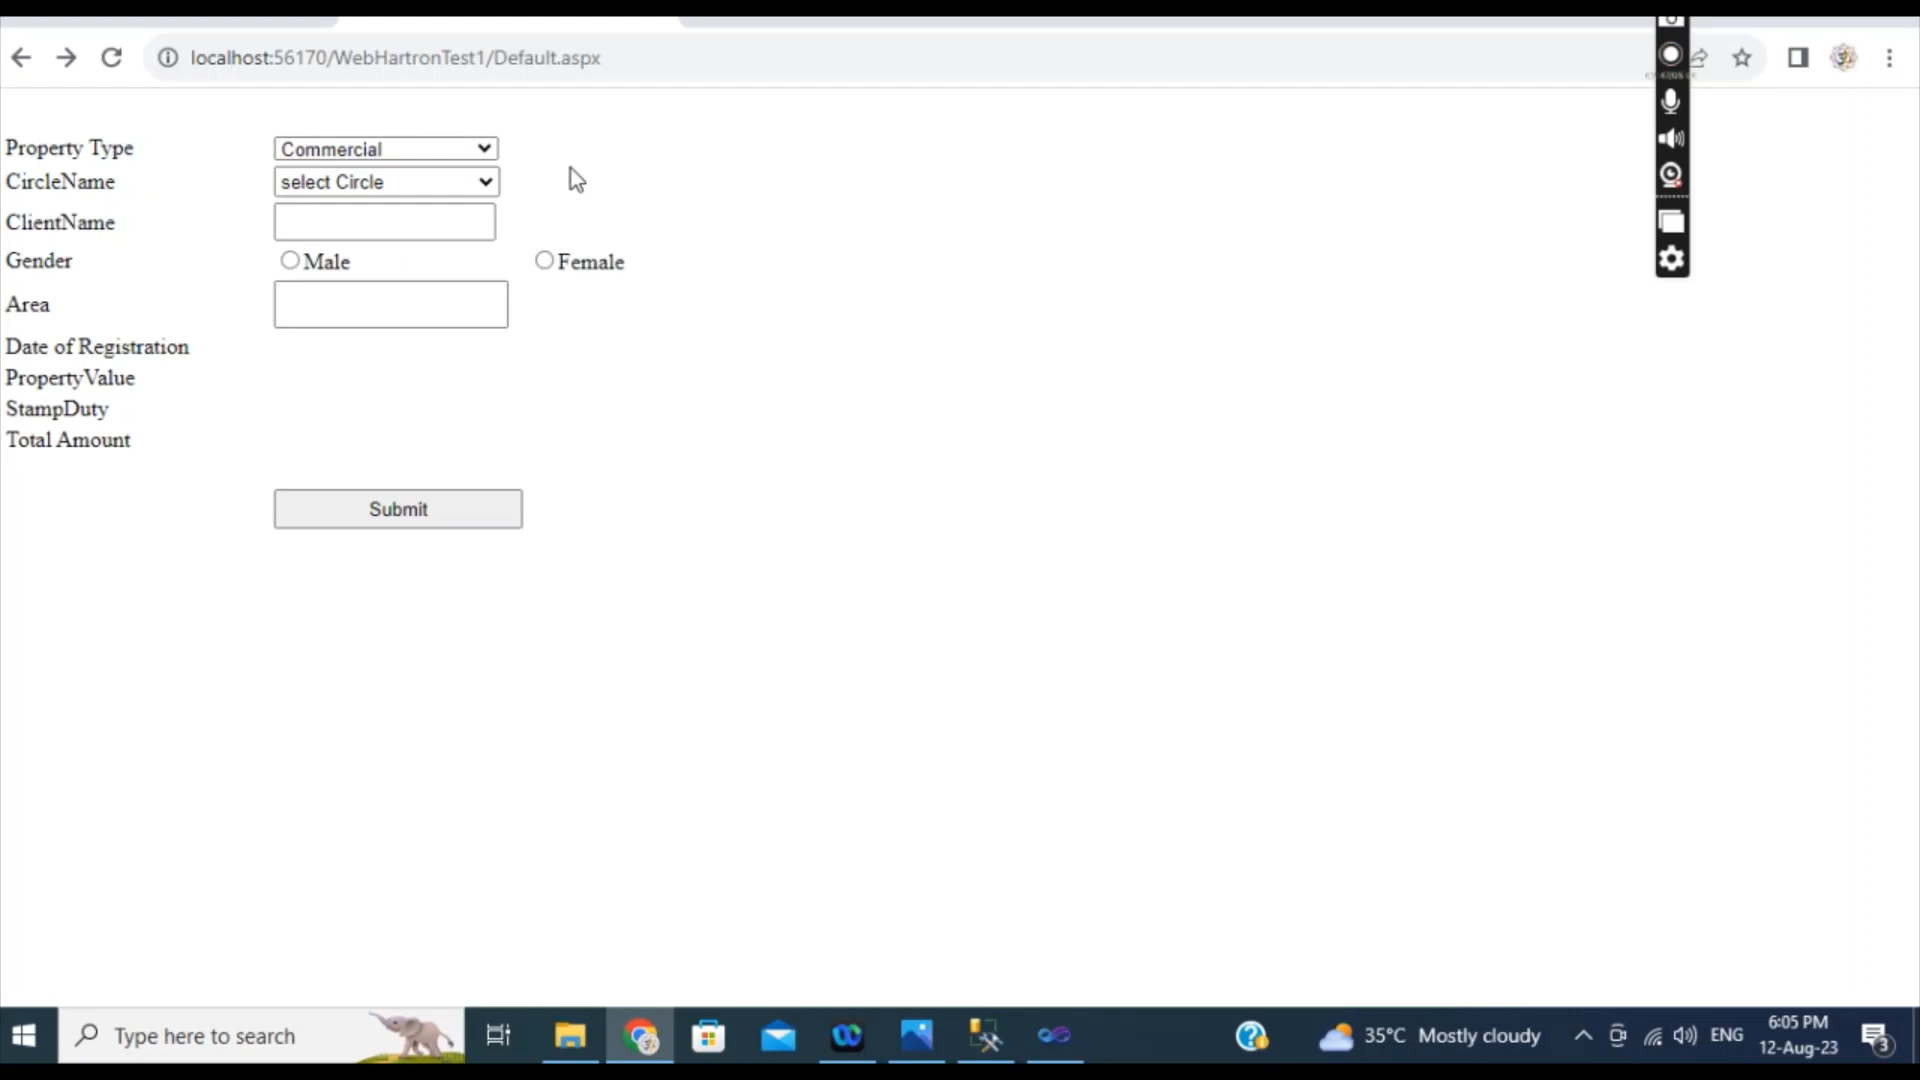 localhost:56170/WebHartronTest1/Default.aspx
Property Type Commercial
CircleName select Circle
ClientName
Gender Male Female
Area
Date of Registration
PropertyValue
StampDuty
Total Amount
Submit
Type here to search
35°C Mostly cloudy
ENG
6:05 PM
12-Aug-23
3